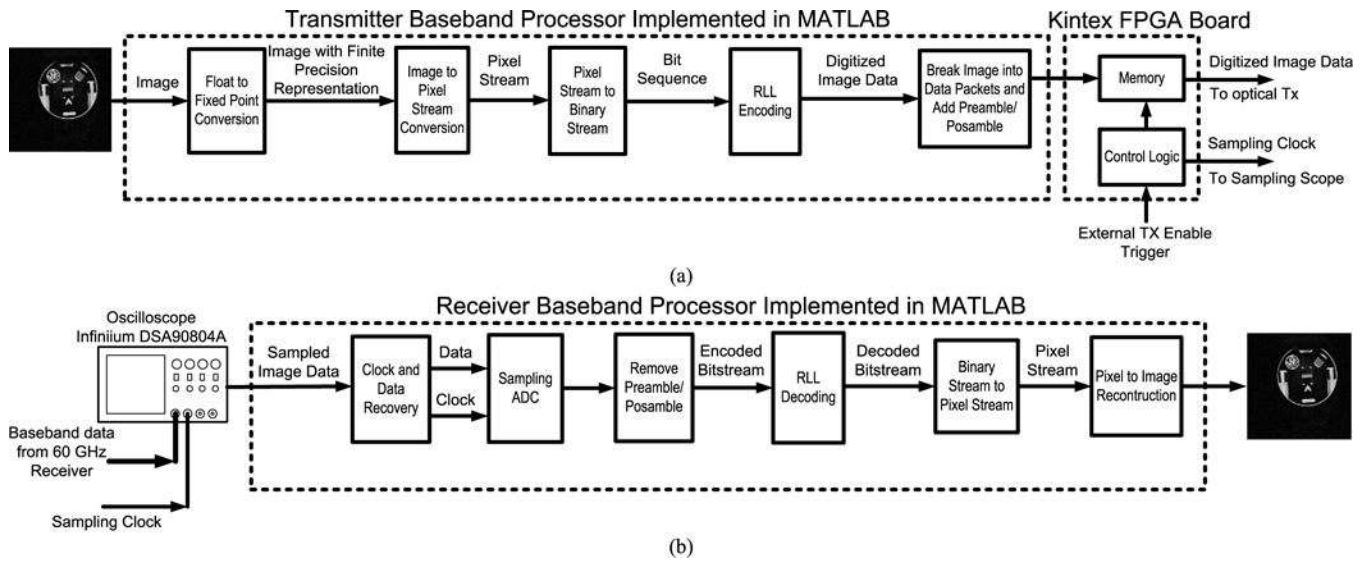 Transmitter Baseband Processor Implemented in MATLAB
Kintex FPGA Board
Image
Float to
Fixed Point
Conversion
Image with Finite
Precision
Representation
Image to
Pixel
Stream
Conversion
Pixel
Stream
Pixel
Stream to
Binary
Stream
Bit
Sequence
RLL
Encoding
Digitized
Image Data
Break Image into
Data Packets and
Add Preamble/
Posamble
Memory
Digitized Image Data
To optical Tx
Control Logic
Sampling Clock
To Sampling Scope
External TX Enable
Trigger
(a)
Receiver Baseband Processor Implemented in MATLAB
Oscilloscope
Infiniium DSA90804A
Baseband data
from 60 GHz
Receiver
Sampling Clock
Sampled
Image Data
Clock and
Data
Recovery
Data
Clock
Sampling
ADC
Remove
Preamble/
Posamble
Encoded
Bitstream
RLL
Decoding
Decoded
Bitstream
Binary
Stream to
Pixel Stream
Pixel
Stream
Pixel to Image
Recontruction
(b)